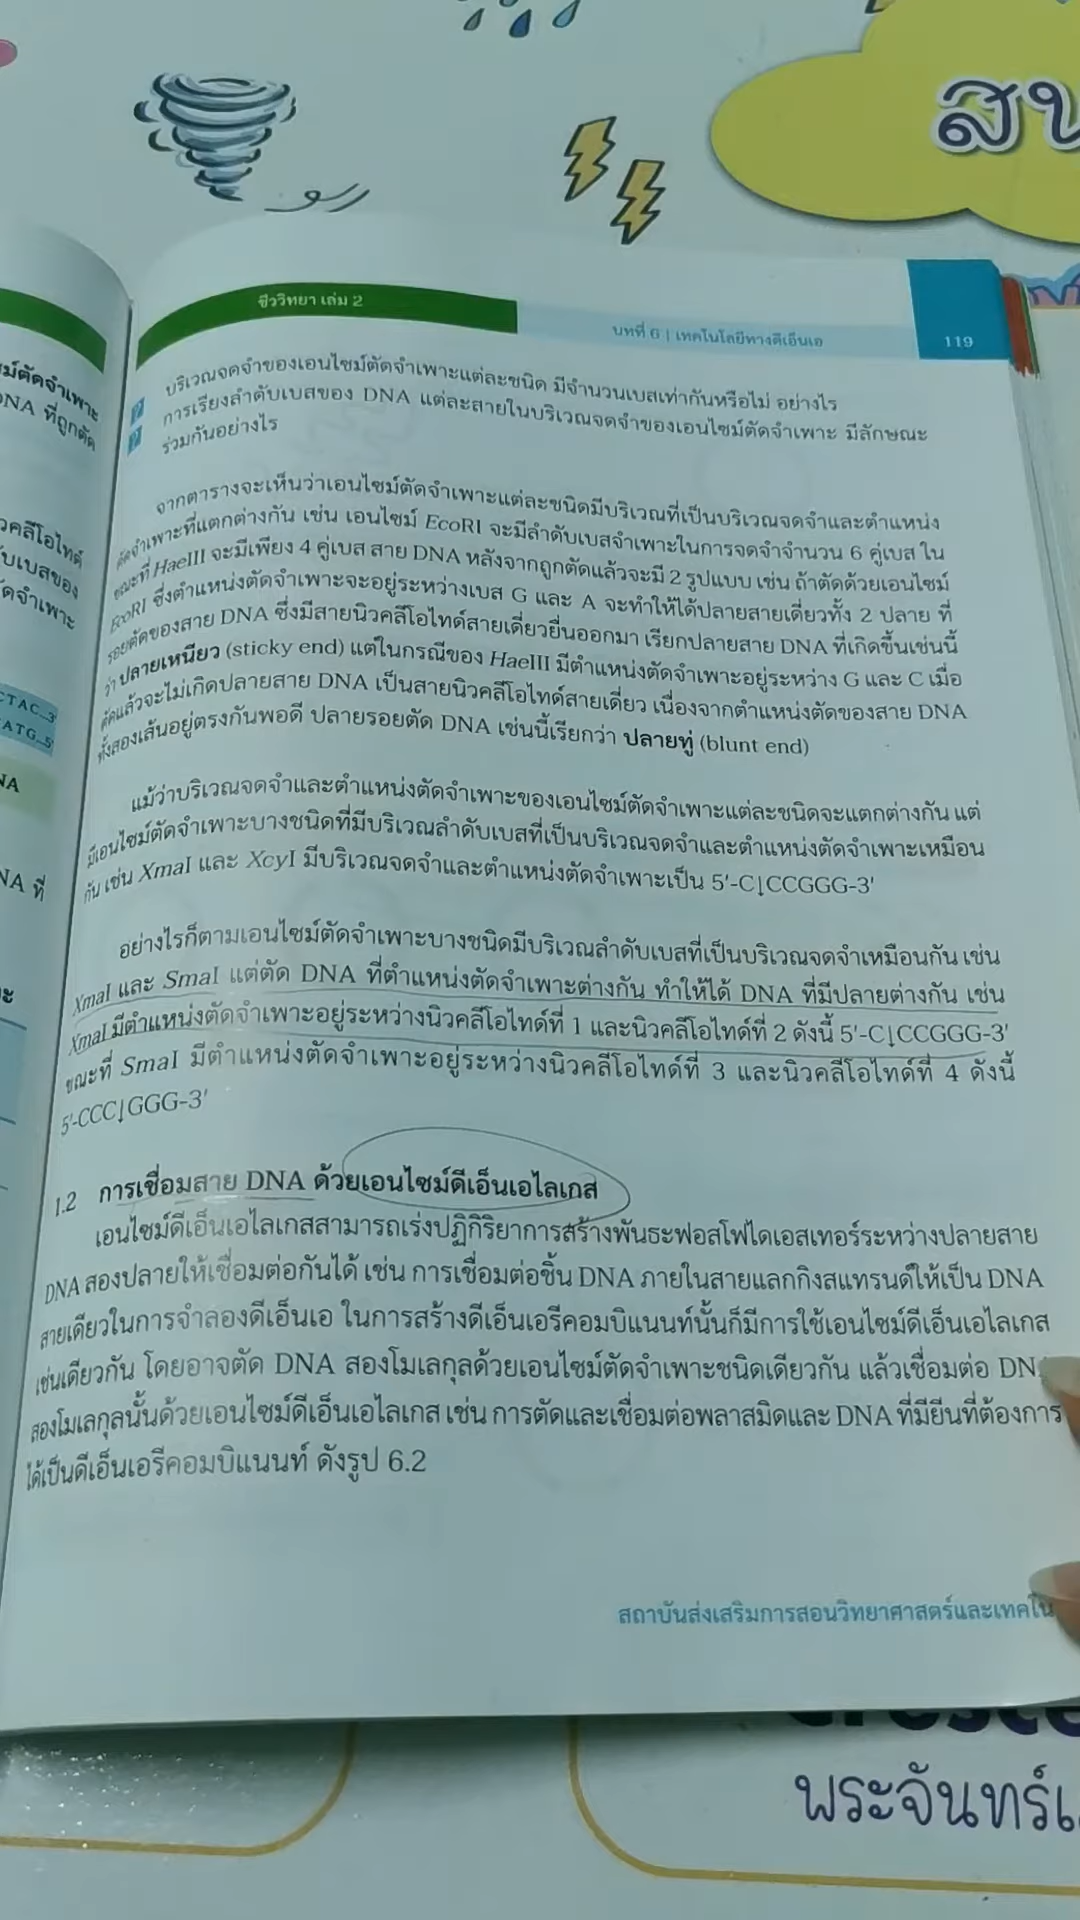 สน
ชีววิทยา เล่ม 2
บทที่ 6 | เทคโนโลยีทางดีเอ็นเอ
119
บริเวณจดจำของเอนไซม์ตัดจำเพาะแต่ละชนิด มีจำนวนเบสเท่ากันหรือไม่ อย่างไร
การเรียงลำดับเบสของ DNA แต่ละสายในบริเวณจดจำของเอนไซม์ตัดจำเพาะ มีลักษณะ
ร่วมกันอย่างไร
จากตารางจะเห็นว่าเอนไซม์ตัดจำเพาะแต่ละชนิดมีบริเวณที่เป็นบริเวณจดจำและตำแหน่ง
ตัดจำเพาะที่แตกต่างกัน เช่น เอนไซม์ EcoRI จะมีลำดับเบสจำเพาะในการจดจำจำนวน 6 คู่เบส ใน
ขณะที่ HaeIII จะมีเพียง 4 คู่เบส สาย DNA หลังจากถูกตัดแล้วจะมี 2 รูปแบบ เช่น ถ้าตัดด้วยเอนไซม์
EcoRI ซึ่งตำแหน่งตัดจำเพาะจะอยู่ระหว่างเบส G และ A จะทำให้ได้ปลายสายเดี่ยวทั้ง 2 ปลาย ที่
รอยตัดของสาย DNA ซึ่งมีสายนิวคลีโอไทด์สายเดี่ยวยื่นออกมา เรียกปลายสาย DNA ที่เกิดขึ้นเช่นนี้
ว่า ปลายเหนียว (sticky end) แต่ในกรณีของ HaeIII มีตำแหน่งตัดจำเพาะอยู่ระหว่าง G และ C เมื่อ
ตัดแล้วจะไม่เกิดปลายสาย DNA เป็นสายนิวคลีโอไทด์สายเดี่ยว เนื่องจากตำแหน่งตัดของสาย DNA
ทั้งสองเส้นอยู่ตรงกันพอดี ปลายรอยตัด DNA เช่นนี้เรียกว่า ปลายทู่ (blunt end)
แม้ว่าบริเวณจดจำและตำแหน่งตัดจำเพาะของเอนไซม์ตัดจำเพาะแต่ละชนิดจะแตกต่างกัน แต่
มีเอนไซม์ตัดจำเพาะบางชนิดที่มีบริเวณลำดับเบสที่เป็นบริเวณจดจำและตำแหน่งตัดจำเพาะเหมือน
กัน เช่น XmaI และ XcyI มีบริเวณจดจำและตำแหน่งตัดจำเพาะเป็น 5'-C↓CCGGG-3'
อย่างไรก็ตามเอนไซม์ตัดจำเพาะบางชนิดมีบริเวณลำดับเบสที่เป็นบริเวณจดจำเหมือนกัน เช่น
XmaI และ SmaI แต่ตัด DNA ที่ตำแหน่งตัดจำเพาะต่างกัน ทำให้ได้ DNA ที่มีปลายต่างกัน เช่น
XmaI มีตำแหน่งตัดจำเพาะอยู่ระหว่างนิวคลีโอไทด์ที่ 1 และนิวคลีโอไทด์ที่ 2 ดังนี้ 5'-C↓CCGGG-3'
ขณะที่ SmaI มีตำแหน่งตัดจำเพาะอยู่ระหว่างนิวคลีโอไทด์ที่ 3 และนิวคลีโอไทด์ที่ 4 ดังนี้
5'-CCC↓GGG-3'
1.2 การเชื่อมสาย DNA ด้วยเอนไซม์ดีเอ็นเอไลเกส
เอนไซม์ดีเอ็นเอไลเกสสามารถเร่งปฏิกิริยาการสร้างพันธะฟอสโฟไดเอสเทอร์ระหว่างปลายสาย
DNA สองปลายให้เชื่อมต่อกันได้ เช่น การเชื่อมต่อชิ้น DNA ภายในสายแลกกิงสแทรนด์ให้เป็น DNA
สายเดียวในการจำลองดีเอ็นเอ ในการสร้างดีเอ็นเอรีคอมบิแนนท์นั้นก็มีการใช้เอนไซม์ดีเอ็นเอไลเกส
เช่นเดียวกัน โดยอาจตัด DNA สองโมเลกุลด้วยเอนไซม์ตัดจำเพาะชนิดเดียวกัน แล้วเชื่อมต่อ DNA
สองโมเลกุลนั้นด้วยเอนไซม์ดีเอ็นเอไลเกส เช่น การตัดและเชื่อมต่อพลาสมิดและ DNA ที่มียีนที่ต้องการ
ได้เป็นดีเอ็นเอรีคอมบิแนนท์ ดังรูป 6.2
สถาบันส่งเสริมการสอนวิทยาศาสตร์และเทคโน
พระจันทร์เ